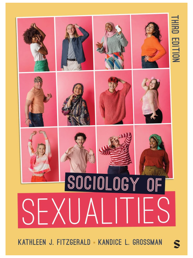 THIRD EDITION
SOCIOLOGY OF
SEXUALITIES
KATHLEEN J. FITZGERALD · KANDICE L. GROSSMAN
S